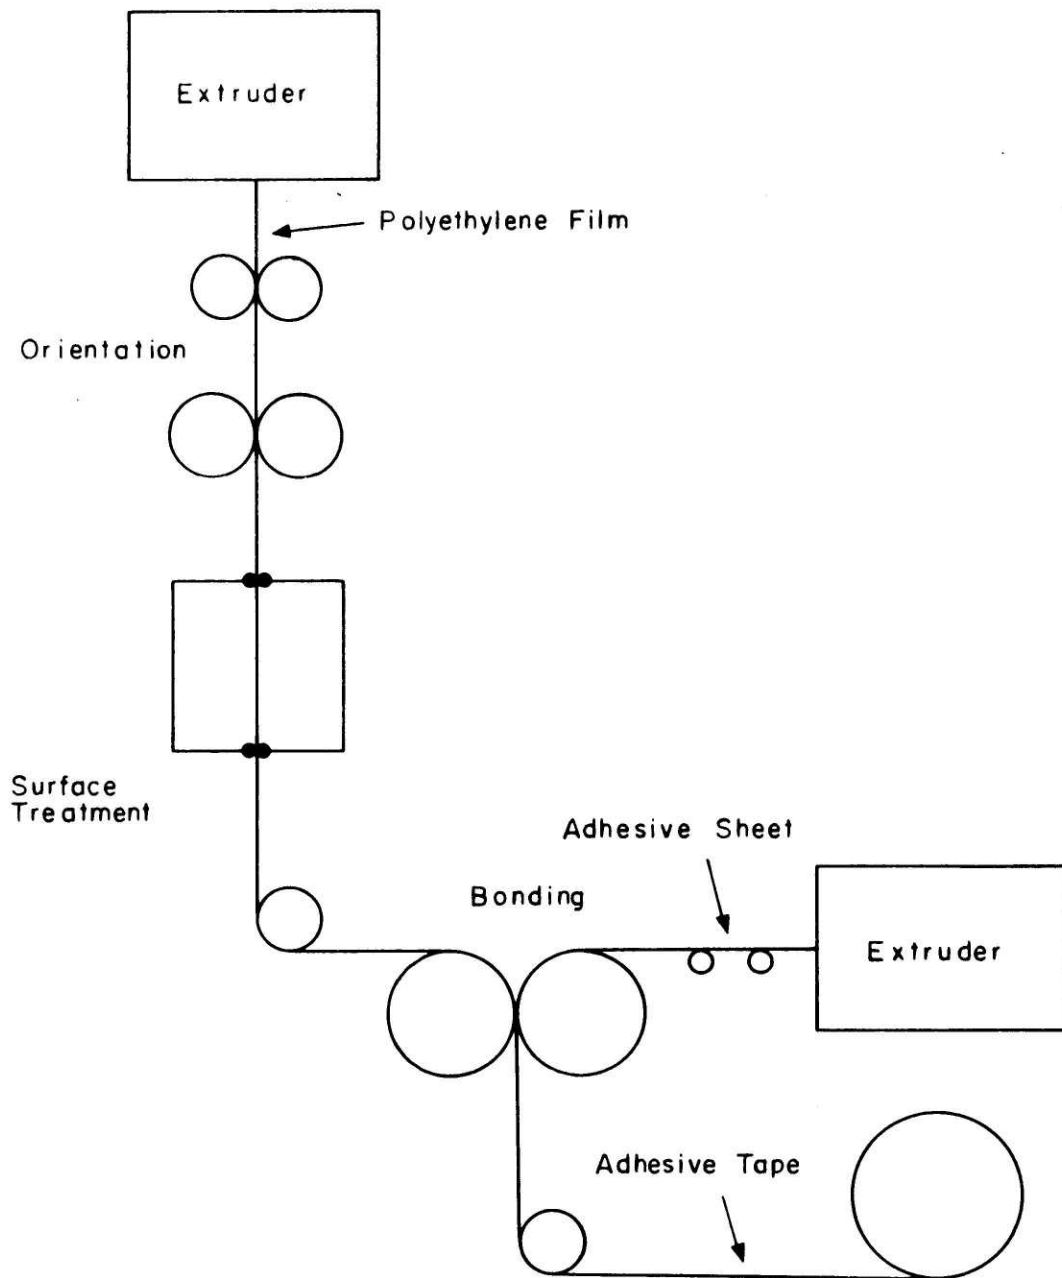 Extruder
Polyethylene Film
Orientation
Surface
Treatment
Adhesive Sheet
Bonding
Extruder
Adhesive Tape